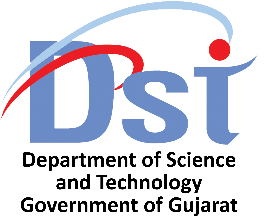 Dst
Department of Science
and Technology
Government of Gujarat